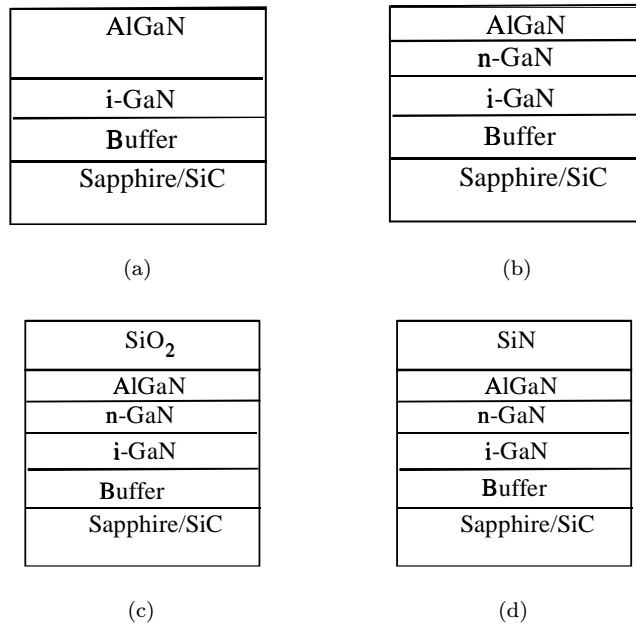 AlGaN
i-GaN
Buffer
Sapphire/SiC
(a)
AlGaN
n-GaN
i-GaN
Buffer
Sapphire/SiC
(b)
SiO2
AlGaN
n-GaN
i-GaN
Buffer
Sapphire/SiC
(c)
SiN
AlGaN
n-GaN
i-GaN
Buffer
Sapphire/SiC
(d)